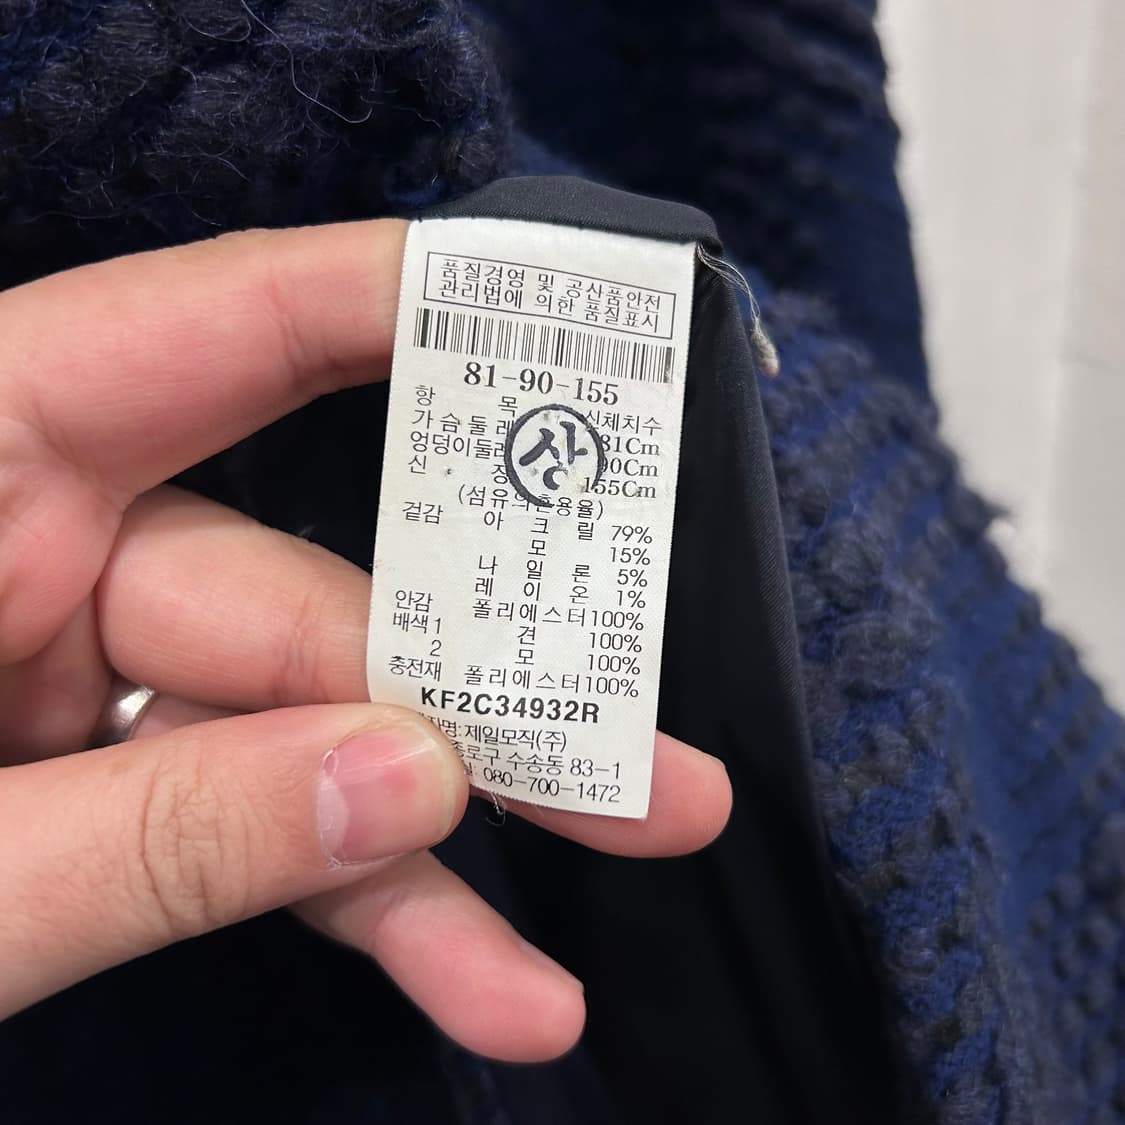 품질경영 및 공산품안전
관리법에 의한 품질표시
81-90-155
항 목 신체치수
가슴둘레 81Cm
엉덩이둘레 90Cm
신 장 155Cm
상
(섬유의혼용율)
겉감 아크릴 79%
모 15%
나일론 5%
레이온 1%
안감 폴리에스터100%
배색1 견 100%
2 모 100%
충전재 폴리에스터100%
KF2C34932R
제일모직(주)
종로구 수송동 83-1
080-700-1472